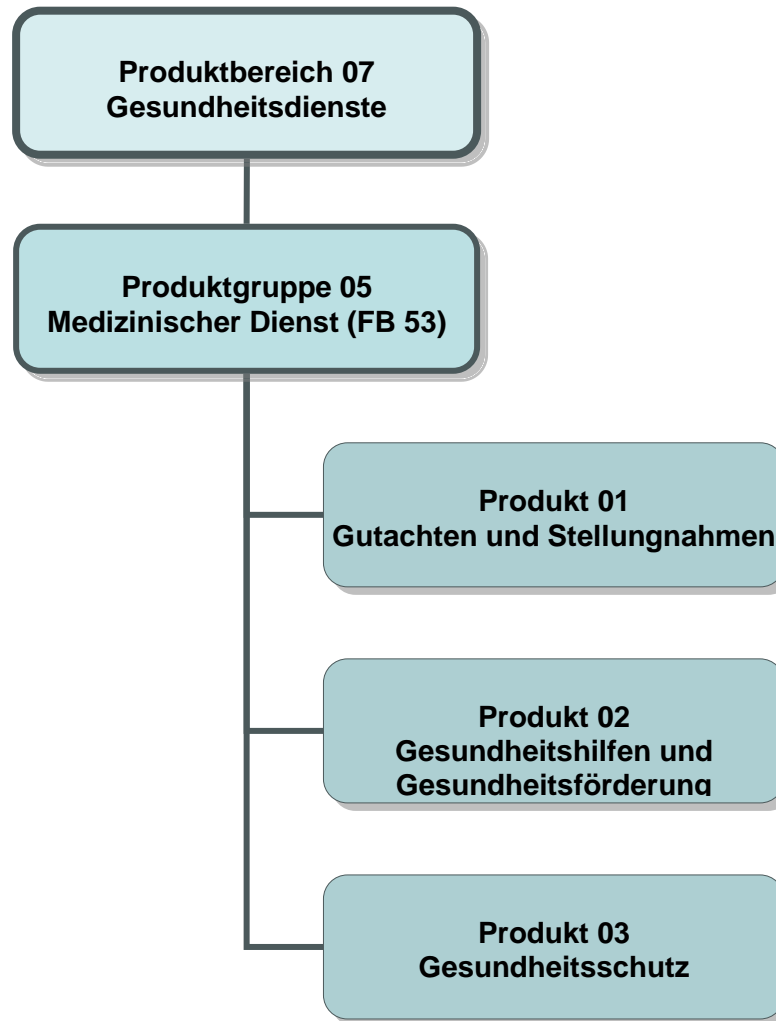 Produktbereich 07
Gesundheitsdienste
Produktgruppe 05
Medizinischer Dienst (FB 53)
Produkt 01
Gutachten und Stellungnahmen
Produkt 02
Gesundheitshilfen und
Gesundheitsförderung
Produkt 03
Gesundheitsschutz